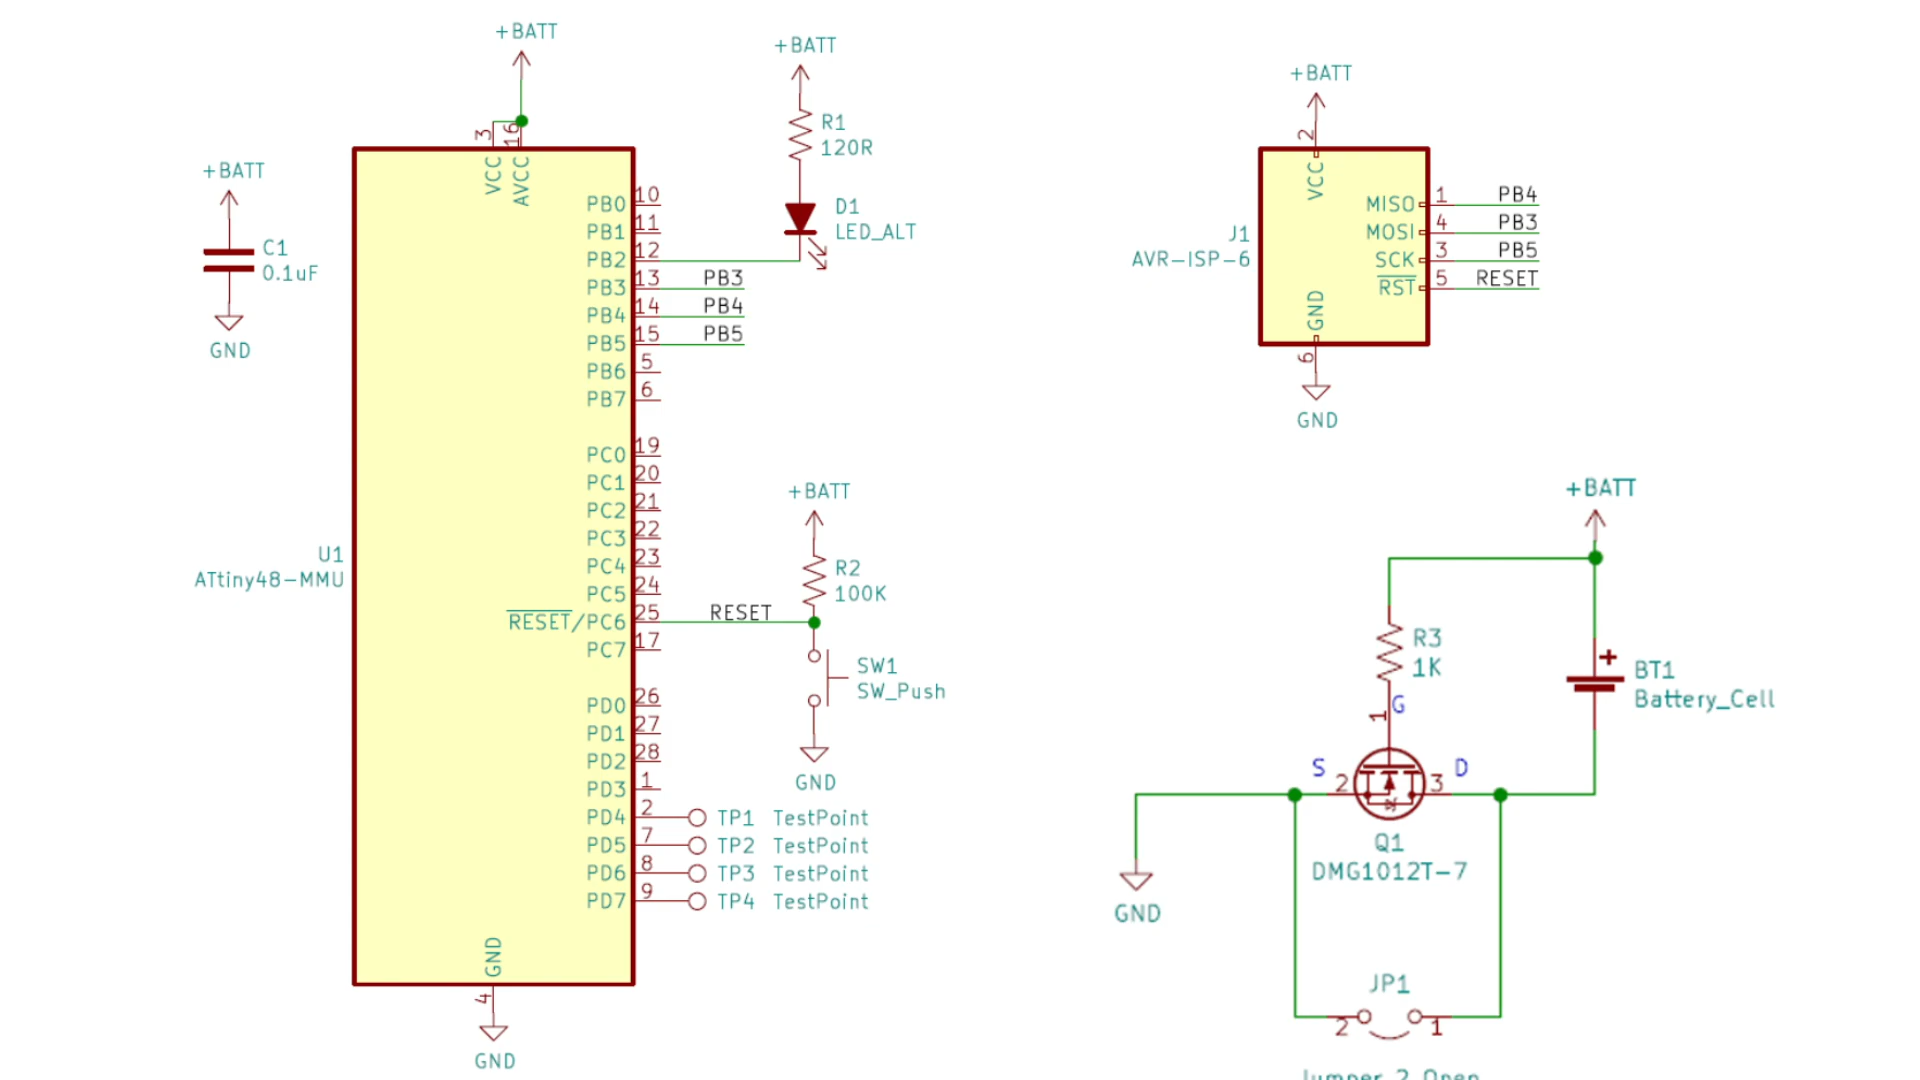 +BATT
3
16
VCC
AVCC
+BATT
C1
0.1uF
GND
U1
ATtiny48-MMU
PB0 10
PB1 11
PB2 12
PB3 13 PB3
PB4 14 PB4
PB5 15 PB5
PB6 5
PB7 6
PC0 19
PC1 20
PC2 21
PC3 22
PC4 23
PC5 24
RESET/PC6 25 RESET
PC7 17
PD0 26
PD1 27
PD2 28
PD3 1
PD4 2 TP1 TestPoint
PD5 7 TP2 TestPoint
PD6 8 TP3 TestPoint
PD7 9 TP4 TestPoint
GND
4
GND
+BATT
R1
120R
D1
LED_ALT
+BATT
R2
100K
SW1
SW_Push
GND
+BATT
2
VCC
J1
AVR-ISP-6
MISO 1 PB4
MOSI 4 PB3
SCK 3 PB5
RST 5 RESET
GND
6
GND
+BATT
R3
1K
BT1
+
Battery_Cell
G
1
S 2
3 D
Q1
DMG1012T-7
GND
JP1
2 1
Jumper_2_Open